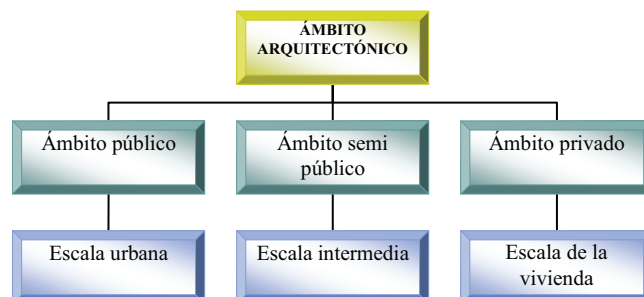 ÁMBITO
ARQUITECTÓNICO
Ámbito público
Ámbito semi
público
Ámbito privado
Escala urbana
Escala intermedia
Escala de la
vivienda